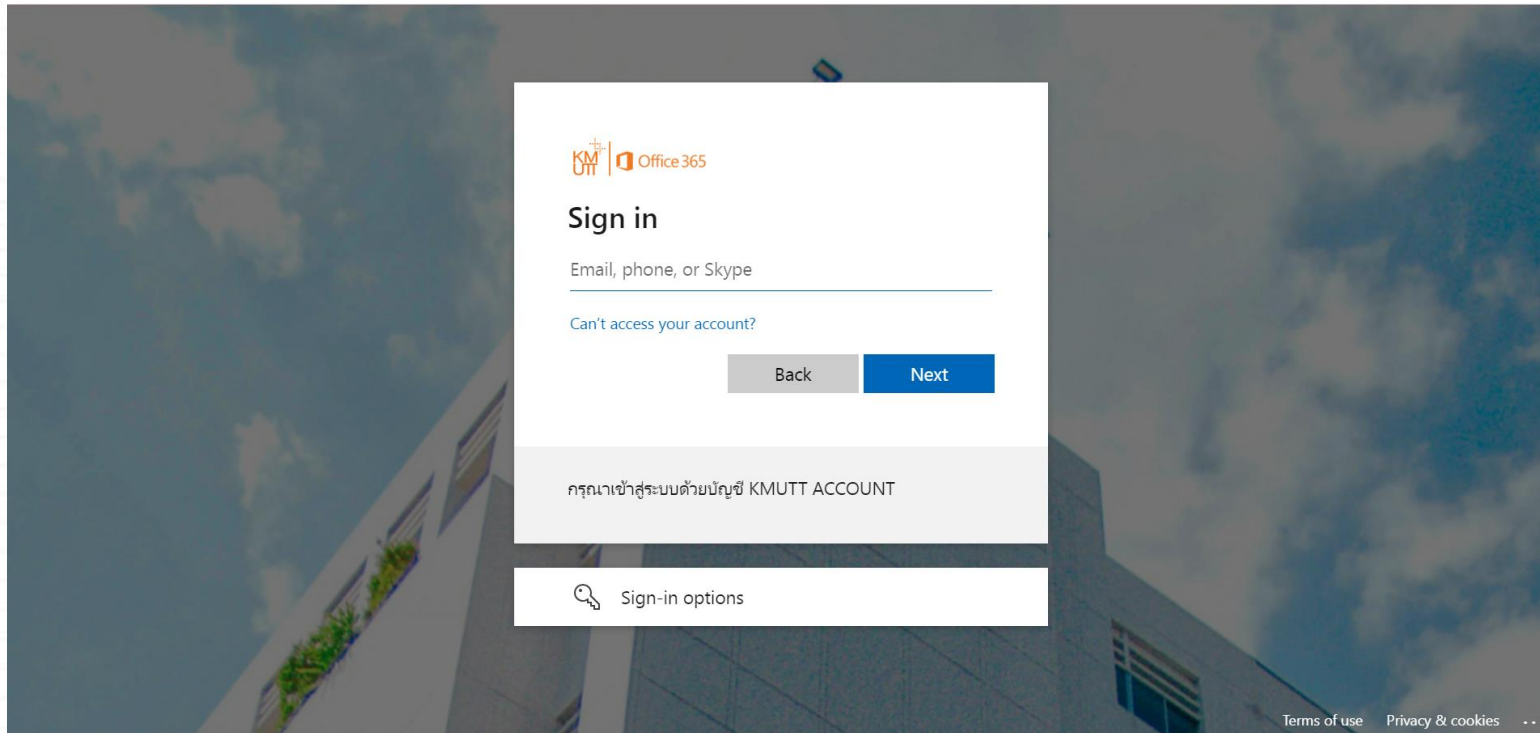 KM
UTT
Office 365
Sign in
Email, phone, or Skype
Can't access your account?
Back
Next
กรุณาเข้าสู่ระบบด้วยบัญชี KMUTT ACCOUNT
Sign-in options
Terms of use Privacy & cookies ..